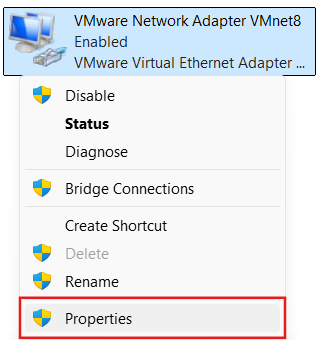 VMware Network Adapter VMnet8
Enabled
VMware Virtual Ethernet Adapter ...
Disable
Status
Diagnose
Bridge Connections
Create Shortcut
Delete
Rename
Properties